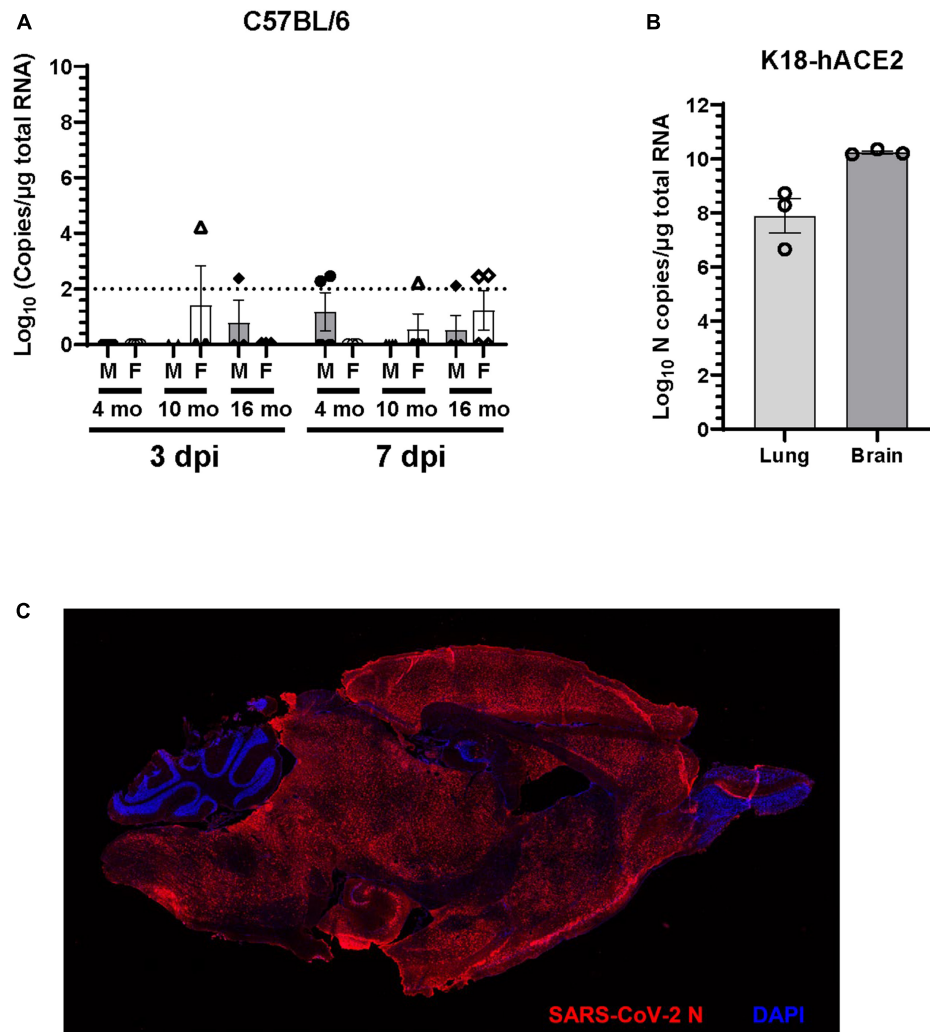 A
C57BL/6
Log10 (Copies/µg total RNA)
10
8
6
4
2
0
M F M F M F M F M F M F
4 mo 10 mo 16 mo 4 mo 10 mo 16 mo
3 dpi 7 dpi
B
K18-hACE2
Log10 N copies/µg total RNA
12
10
8
6
4
2
0
Lung Brain
C
SARS-CoV-2 N DAPI